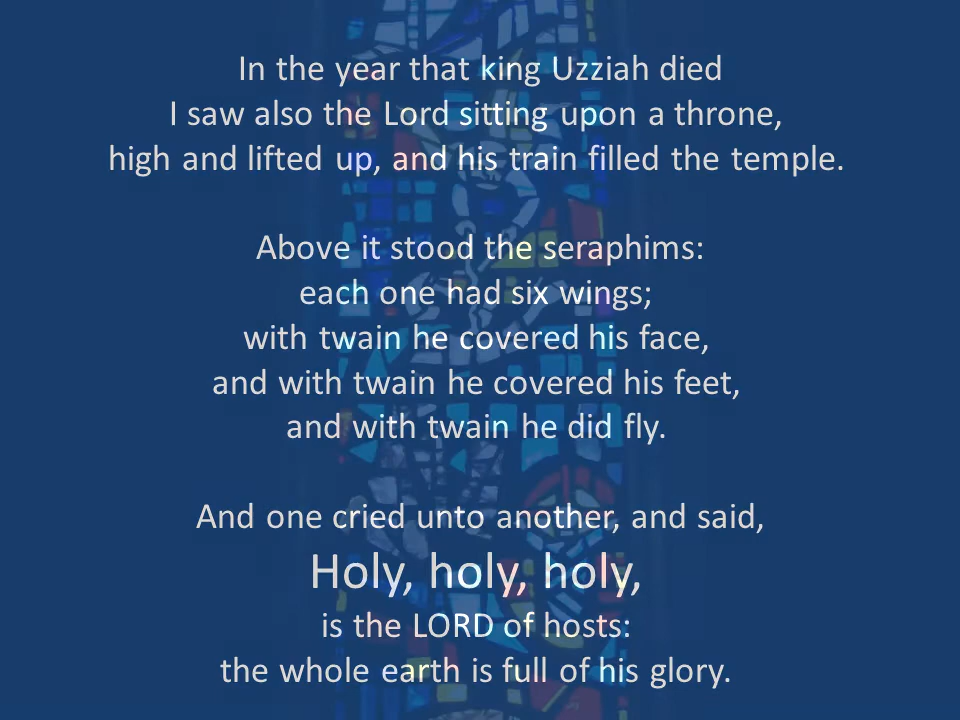 In the year that king Uzziah died
I saw also the Lord sitting upon a throne,
high and lifted up, and his train filled the temple.
Above it stood the seraphims:
each one had six wings;
with twain he covered his face,
and with twain he covered his feet,
and with twain he did fly.
And one cried unto another, and said,
Holy, holy, holy,
is the LORD of hosts:
the whole earth is full of his glory.